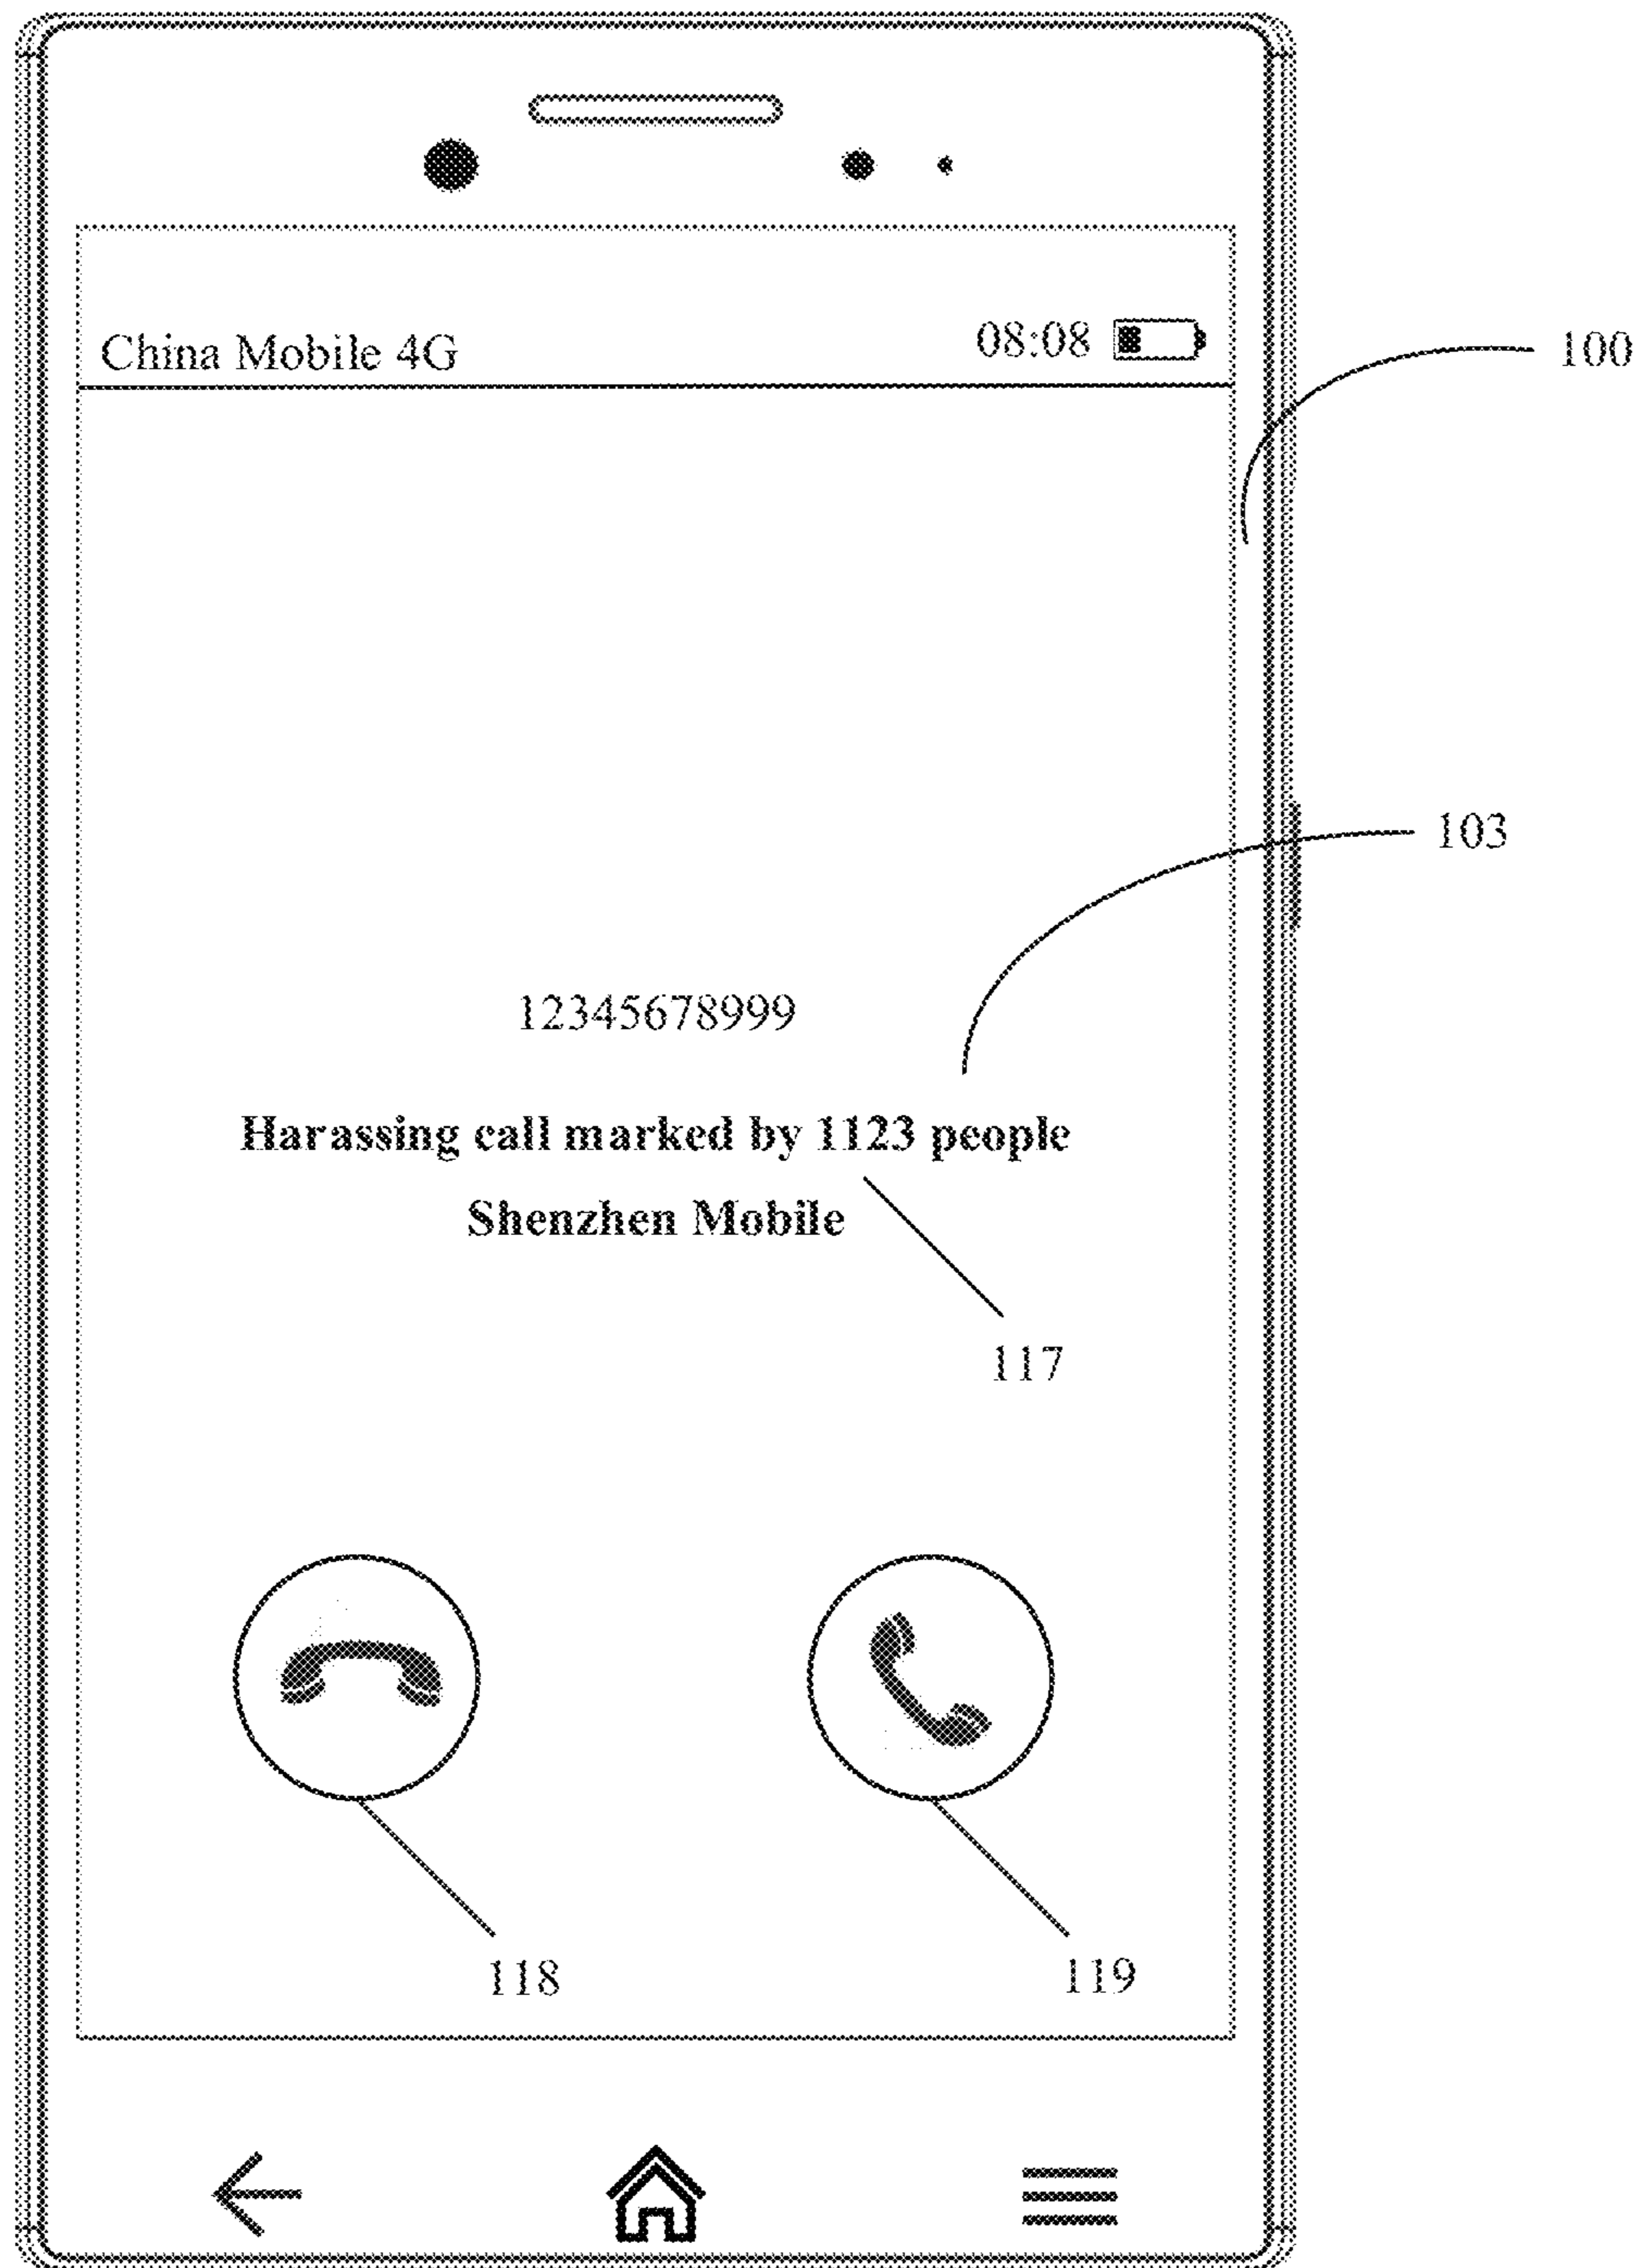 China Mobile 4G 08:08
100
103
12345678999
Harassing call marked by 1123 people
Shenzhen Mobile
117
118 119